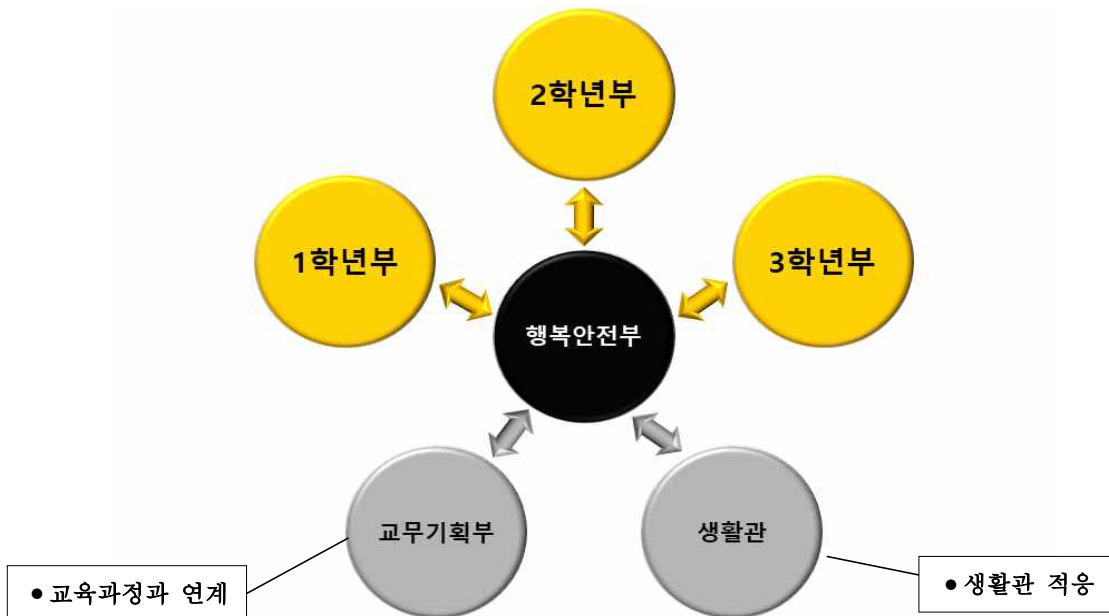 2학년부
1학년부
3학년부
행복안전부
교무기획부
생활관
● 교육과정과 연계
● 생활관 적응